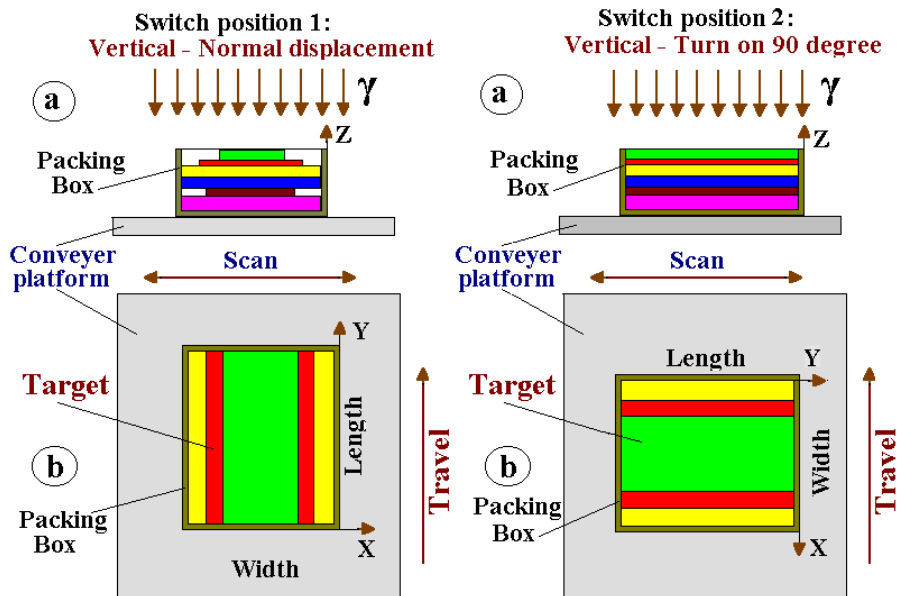 Switch position 1:
Vertical - Normal displacement
a
γ
Z
Packing
Box
Conveyer
platform
Scan
Y
Target
Length
Travel
b
Packing
Box
X
Width
Switch position 2:
Vertical - Turn on 90 degree
a
γ
Z
Packing
Box
Conveyer
platform
Scan
Length
Y
Target
Width
Travel
b
Packing
Box
X